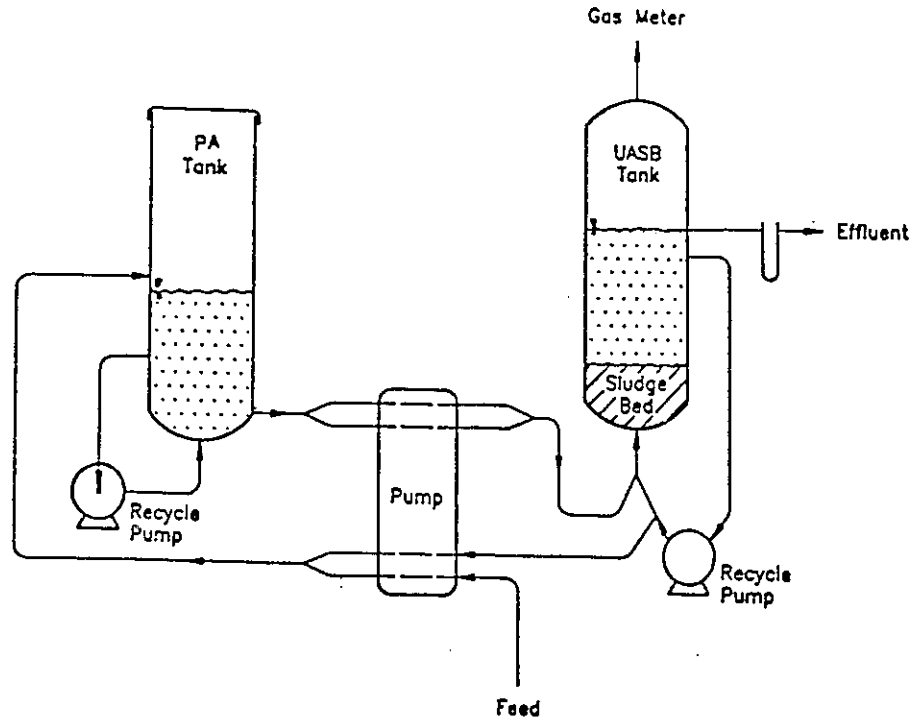 Gas Meter
PA
Tank
UASB
Tank
Effluent
Sludge
Bed
Pump
Recycle
Pump
Recycle
Pump
Feed